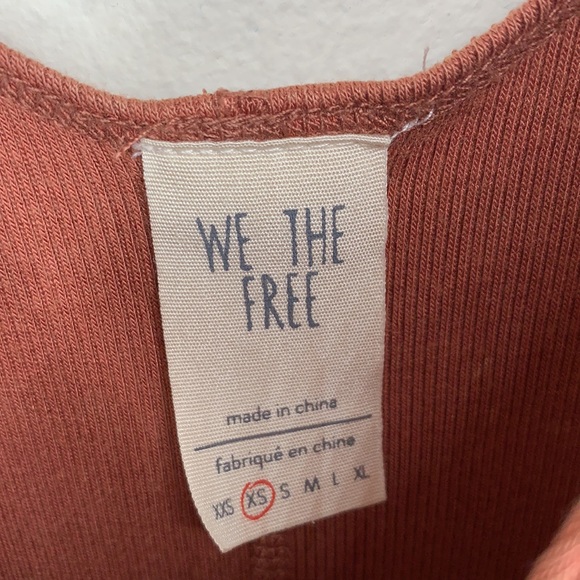 WE THE
FREE
made in china
fabriqué en chine
XXS XS S M L XL